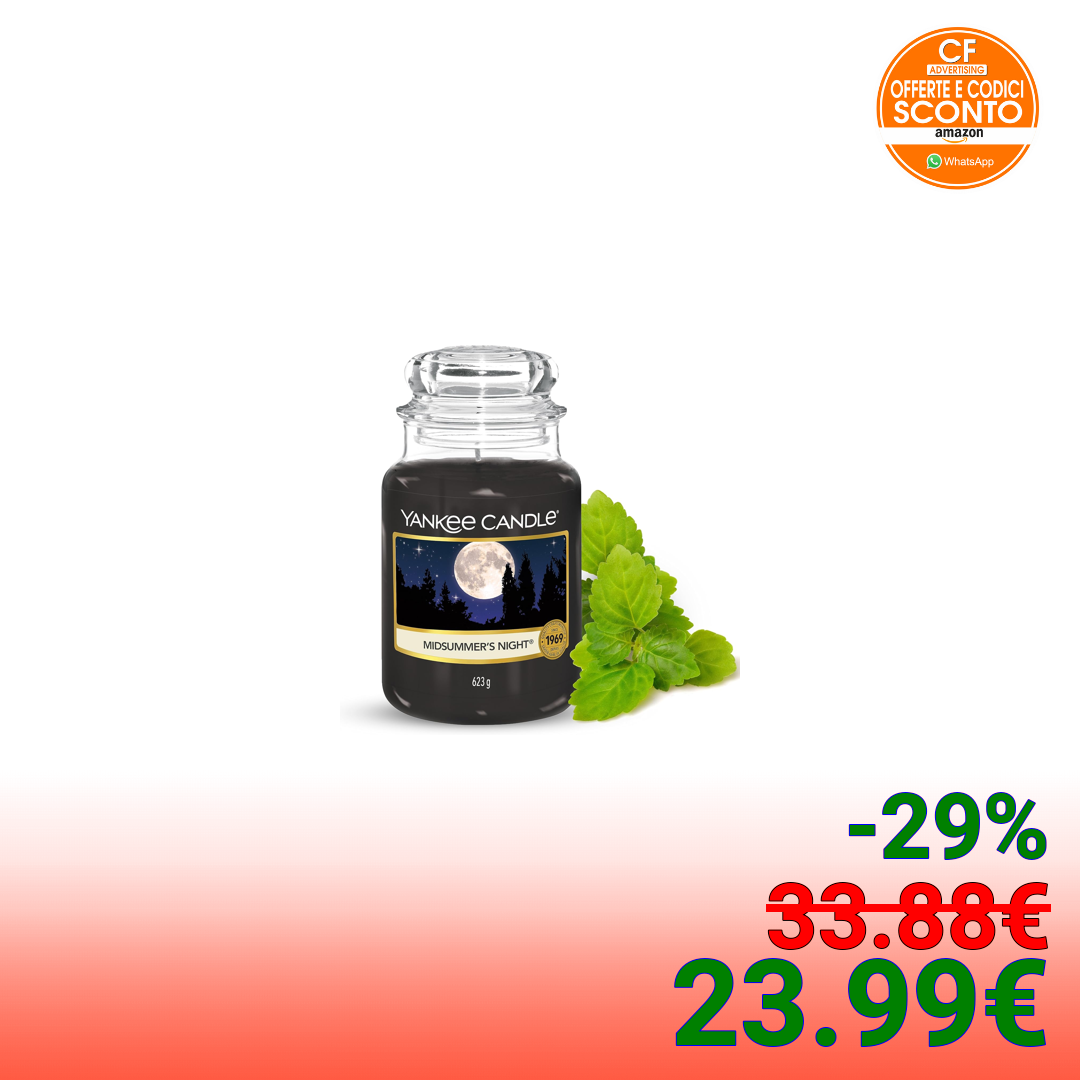 CF
ADVERTISING
OFFERTE E CODICI
SCONTO
amazon
WhatsApp
YANKEE CANDLE®
MIDSUMMER'S NIGHT®
1969
623 g
-29%
33.88€
23.99€